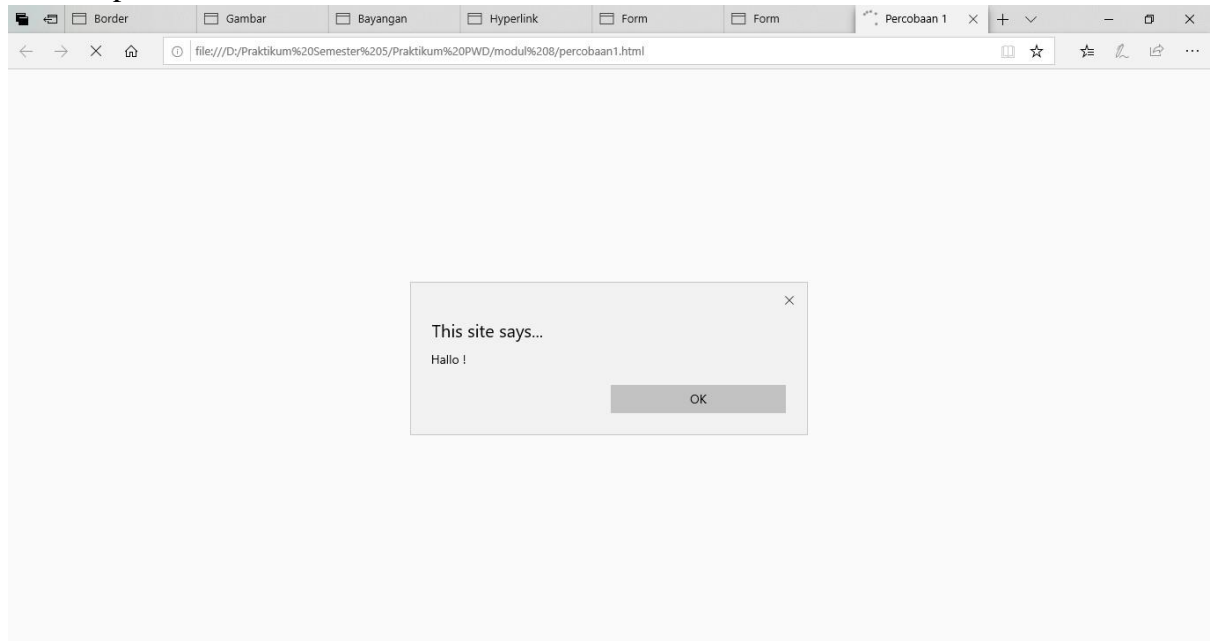 Border Gambar Bayangan Hyperlink Form Form Percobaan 1
file:///D:/Praktikum%20Semester%205/Praktikum%20PWD/modul%208/percobaan1.html
This site says...
Hallo !
OK